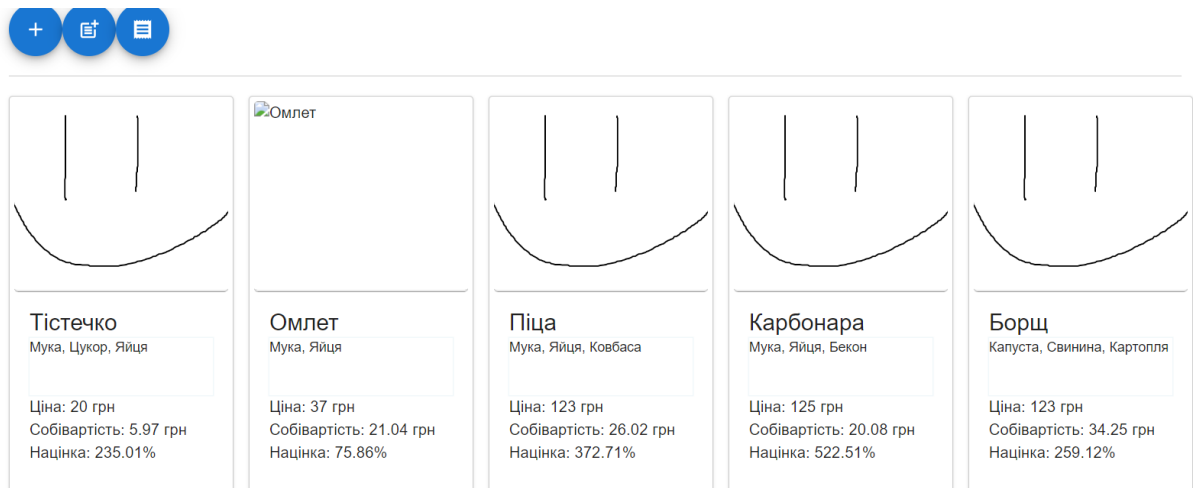 Тістечко
Мука, Цукор, Яйця
Ціна: 20 грн
Собівартість: 5.97 грн
Націнка: 235.01%
Омлет
Омлет
Мука, Яйця
Ціна: 37 грн
Собівартість: 21.04 грн
Націнка: 75.86%
Піца
Мука, Яйця, Ковбаса
Ціна: 123 грн
Собівартість: 26.02 грн
Націнка: 372.71%
Карбонара
Мука, Яйця, Бекон
Ціна: 125 грн
Собівартість: 20.08 грн
Націнка: 522.51%
Борщ
Капуста, Свинина, Картопля
Ціна: 123 грн
Собівартість: 34.25 грн
Націнка: 259.12%